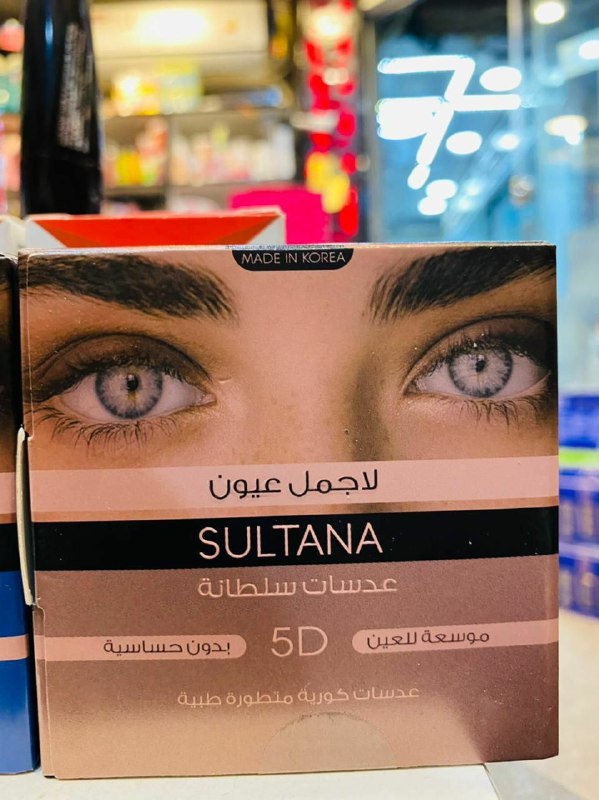 MADE IN KOREA
لاجمل عيون
SULTANA
عدسات سلطانة
موسعة للعين 5D بدون حساسية
عدسات كورية متطورة طبية